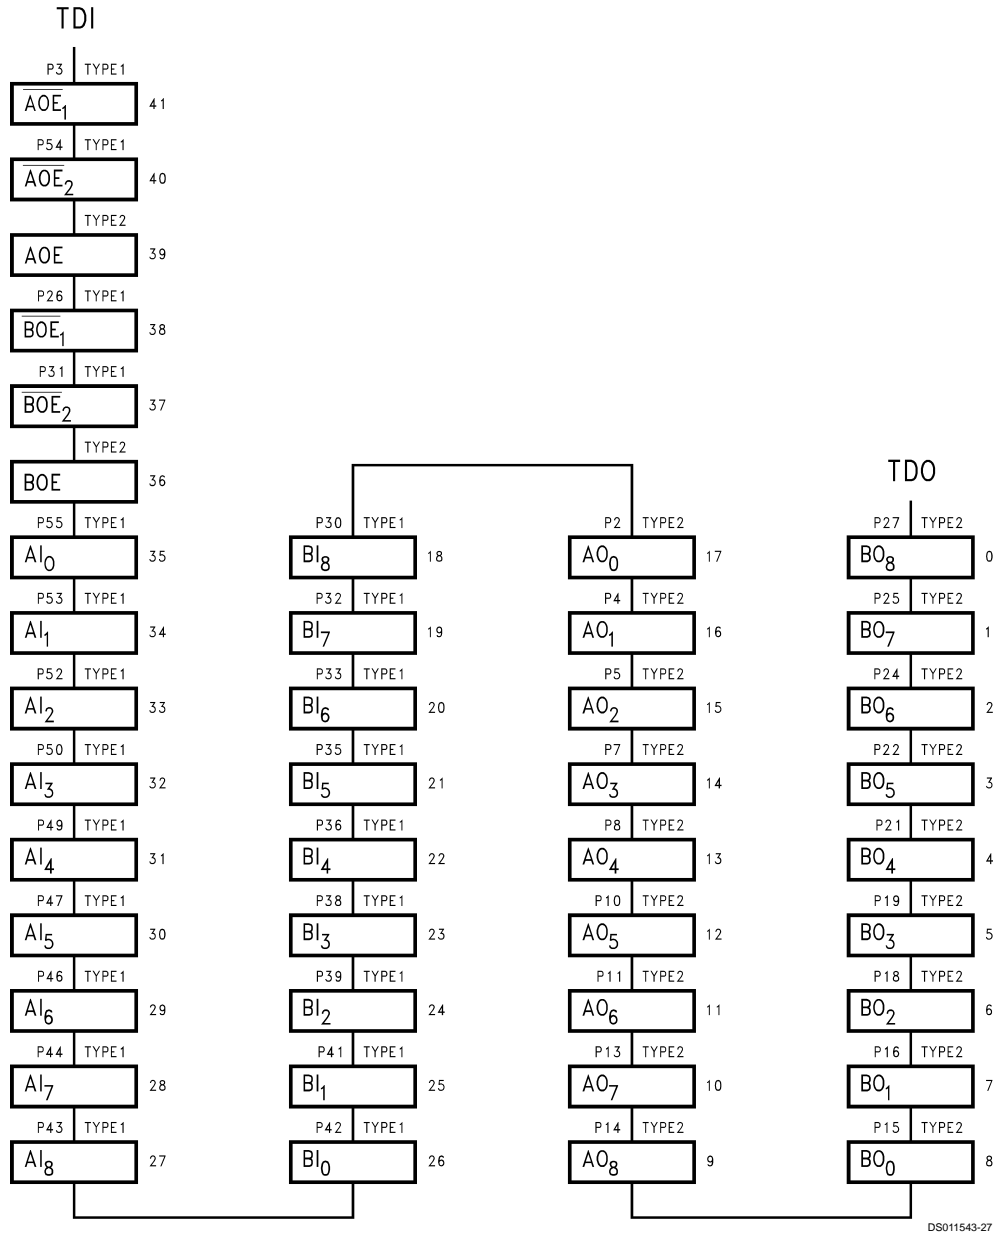 TDI
P3 TYPE1
A̅O̅E̅₁ 41
P54 TYPE1
A̅O̅E̅₂ 40
TYPE2
AOE 39
P26 TYPE1
B̅O̅E̅₁ 38
P31 TYPE1
B̅O̅E̅₂ 37
TYPE2
BOE 36
P55 TYPE1
AI₀ 35
P53 TYPE1
AI₁ 34
P52 TYPE1
AI₂ 33
P50 TYPE1
AI₃ 32
P49 TYPE1
AI₄ 31
P47 TYPE1
AI₅ 30
P46 TYPE1
AI₆ 29
P44 TYPE1
AI₇ 28
P43 TYPE1
AI₈ 27
P30 TYPE1
BI₈ 18
P32 TYPE1
BI₇ 19
P33 TYPE1
BI₆ 20
P35 TYPE1
BI₅ 21
P36 TYPE1
BI₄ 22
P38 TYPE1
BI₃ 23
P39 TYPE1
BI₂ 24
P41 TYPE1
BI₁ 25
P42 TYPE1
BI₀ 26
P2 TYPE2
AO₀ 17
P4 TYPE2
AO₁ 16
P5 TYPE2
AO₂ 15
P7 TYPE2
AO₃ 14
P8 TYPE2
AO₄ 13
P10 TYPE2
AO₅ 12
P11 TYPE2
AO₆ 11
P13 TYPE2
AO₇ 10
P14 TYPE2
AO₈ 9
TDO
P27 TYPE2
BO₈ 0
P25 TYPE2
BO₇ 1
P24 TYPE2
BO₆ 2
P22 TYPE2
BO₅ 3
P21 TYPE2
BO₄ 4
P19 TYPE2
BO₃ 5
P18 TYPE2
BO₂ 6
P16 TYPE2
BO₁ 7
P15 TYPE2
BO₀ 8
DS011543-27